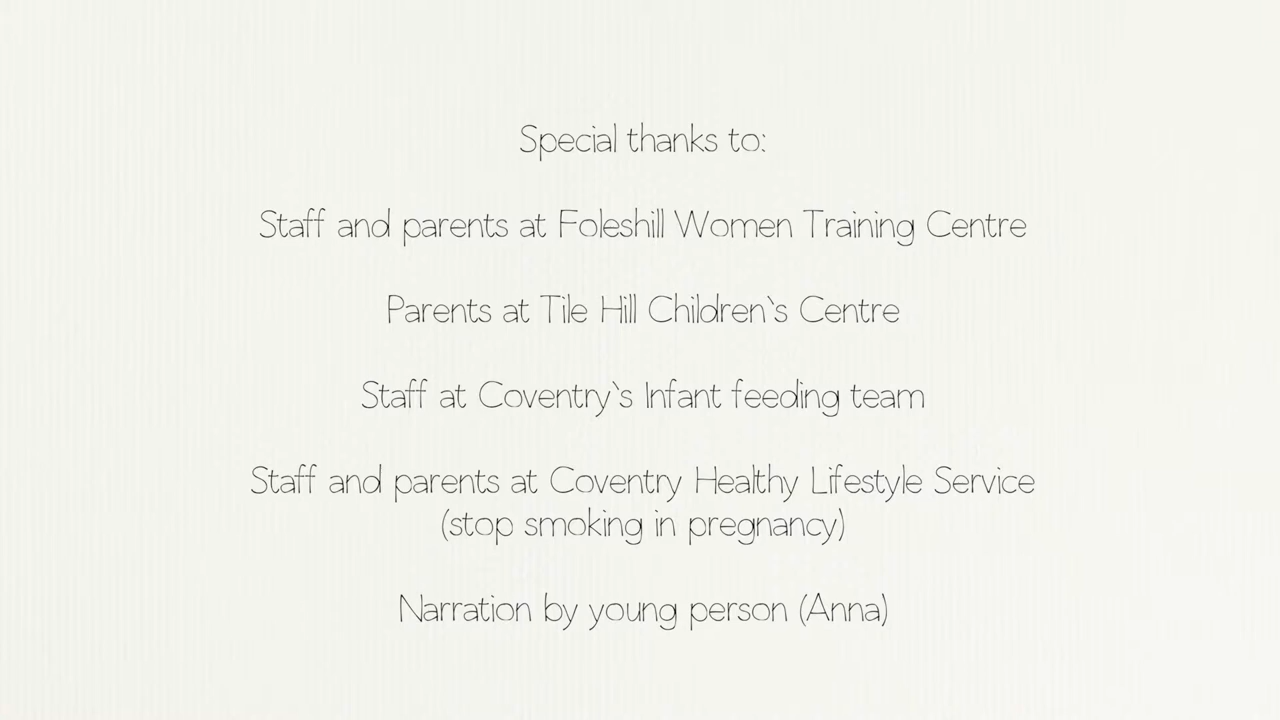 Special thanks to:
Staff and parents at Foleshill Women Training Centre
Parents at Tile Hill Children`s Centre
Staff at Coventry`s Infant feeding team
Staff and parents at Coventry Healthy Lifestyle Service
(stop smoking in pregnancy)
Narration by young person (Anna)